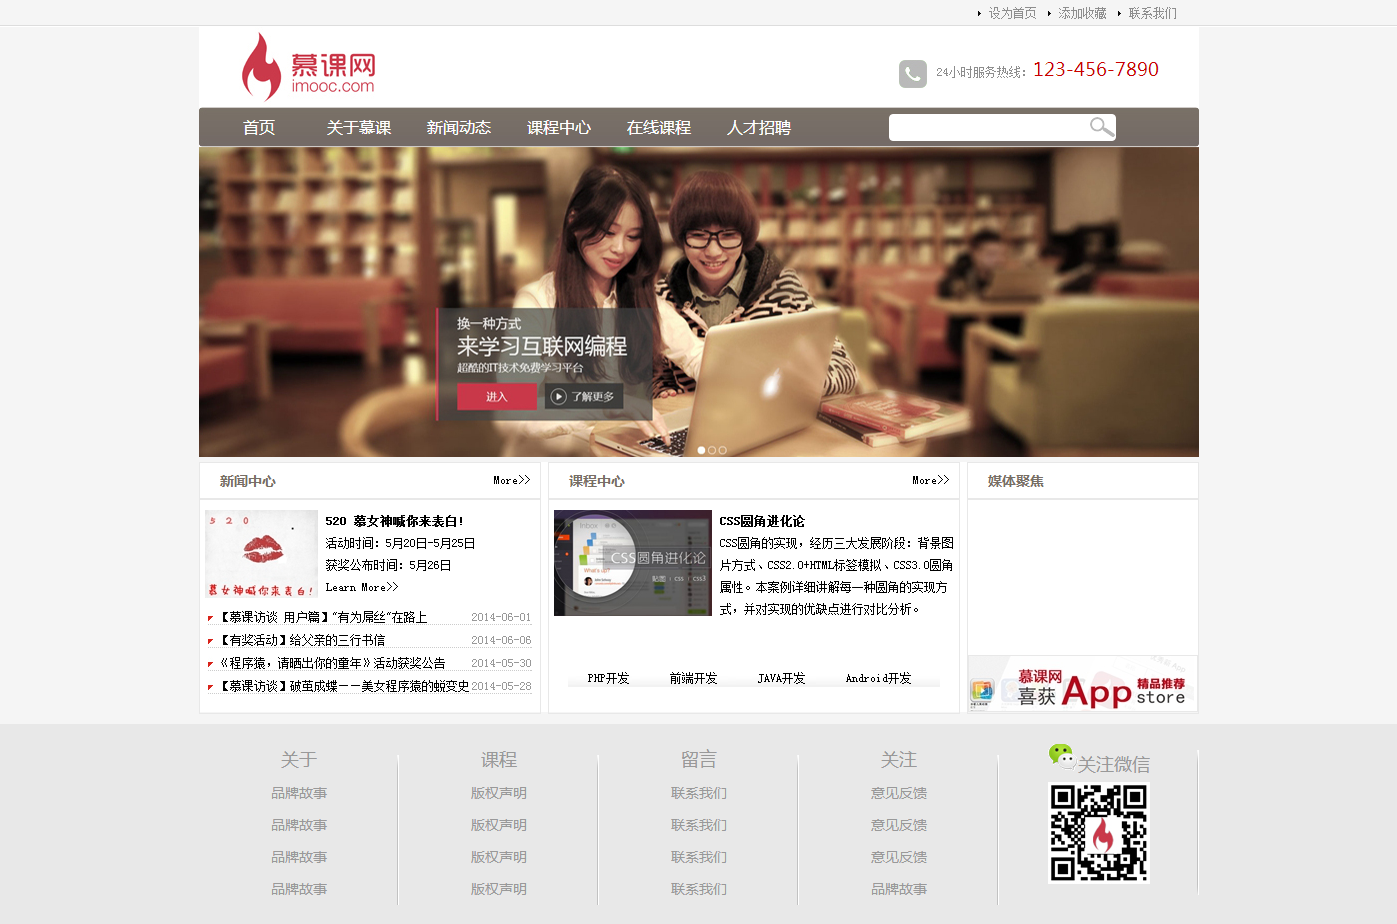 设为首页 添加收藏 联系我们
慕课网
imooc.com
24小时服务热线: 123-456-7890
首页 关于慕课 新闻动态 课程中心 在线课程 人才招聘
换一种方式
来学习互联网编程
超酷的IT技术免费学习平台
进入 了解更多
新闻中心 More>>
520
慕女神喊你来表白!
520 慕女神喊你来表白!
活动时间: 5月20日-5月25日
获奖公布时间: 5月26日
Learn More>>
【慕课访谈 用户篇】“有为屌丝”在路上 2014-06-01
【有奖活动】给父亲的三行书信 2014-06-06
《程序猿，请晒出你的童年》活动获奖公告 2014-05-30
【慕课访谈】破茧成蝶——美女程序猿的蜕变史 2014-05-28
课程中心 More>>
Inbox
What's up?
CSS圆角进化论
贴图 | CSS | CSS3
CSS圆角进化论
CSS圆角的实现，经历三大发展阶段：背景图
片方式、CSS2.0+HTML标签模拟、CSS3.0圆角
属性。本案例详细讲解每一种圆角的实现方
式，并对实现的优缺点进行对比分析。
PHP开发 前端开发 JAVA开发 Android开发
媒体聚焦
慕课网
喜获 App 精品推荐
store
关于 课程 留言 关注 关注微信
品牌故事 版权声明 联系我们 意见反馈
品牌故事 版权声明 联系我们 意见反馈
品牌故事 版权声明 联系我们 意见反馈
品牌故事 版权声明 联系我们 品牌故事